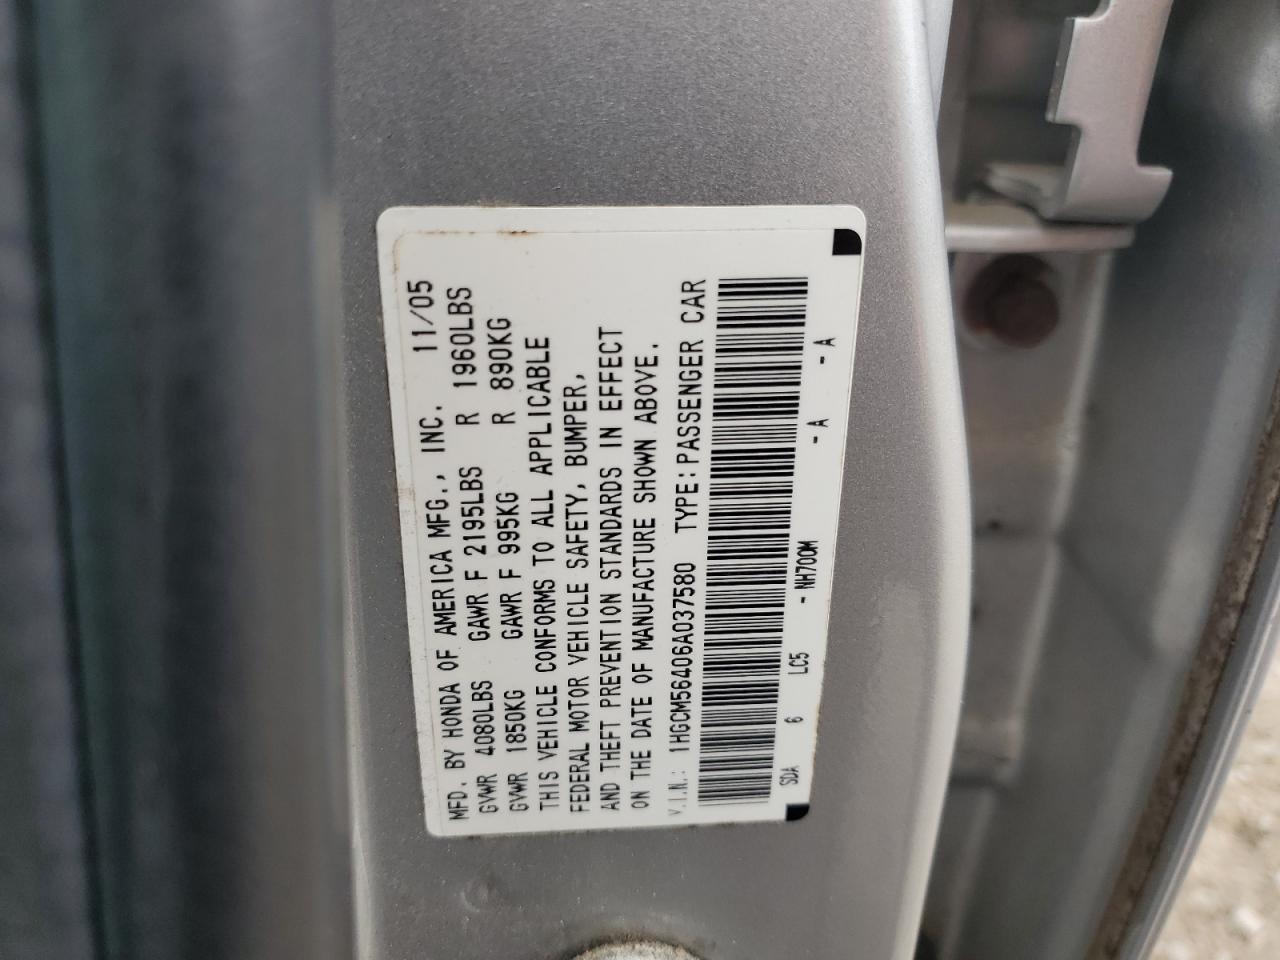 MFD. BY HONDA OF AMERICA MFG., INC. 11/05
GVWR 4080LBS GAWR F 2195LBS R 1960LBS
GVWR 1850KG GAWR F 995KG R 890KG
THIS VEHICLE CONFORMS TO ALL APPLICABLE
FEDERAL MOTOR VEHICLE SAFETY, BUMPER,
AND THEFT PREVENTION STANDARDS IN EFFECT
ON THE DATE OF MANUFACTURE SHOWN ABOVE.
V.I.N.: 1HGCM56406A037580 TYPE: PASSENGER CAR
SDA 6 LC5 - NH700M - A - A